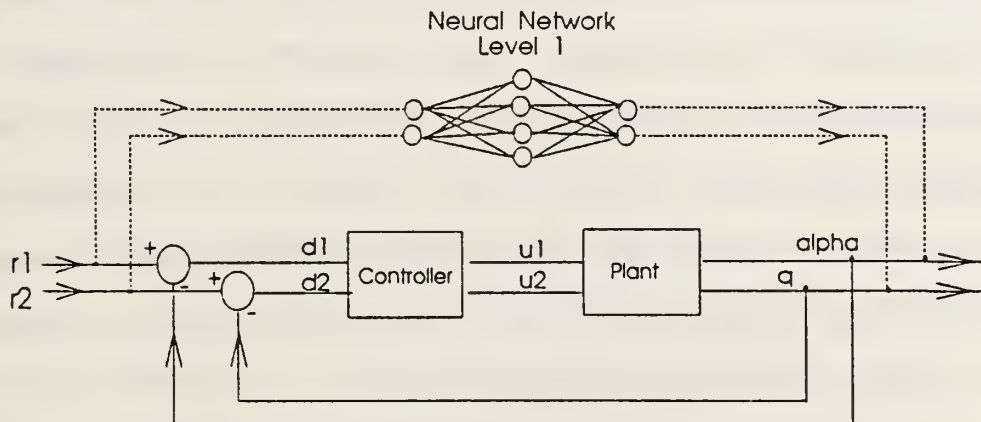 Neural Network
Level 1
r1
r2
+
-
+
-
d1
d2
Controller
u1
u2
Plant
alpha
q